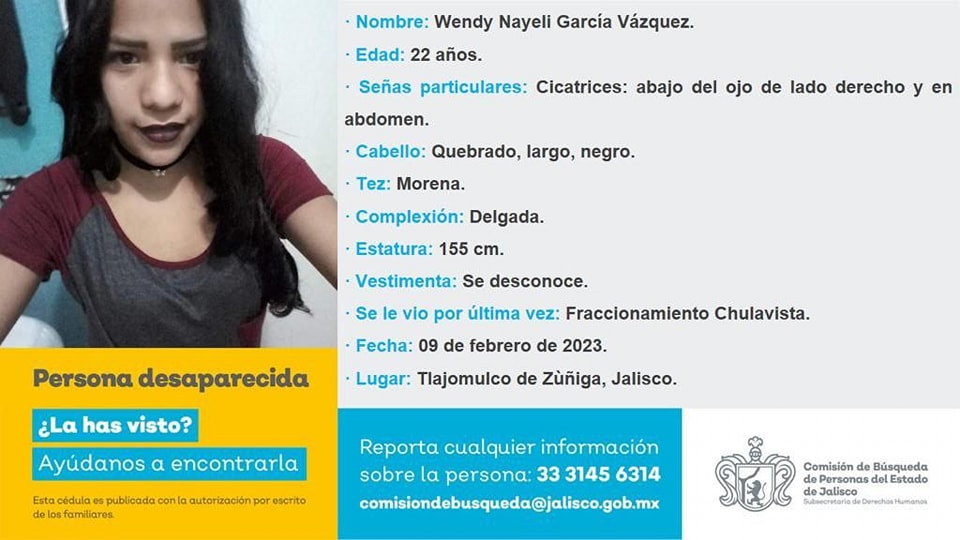 · Nombre: Wendy Nayeli García Vázquez.
· Edad: 22 años.
· Señas particulares: Cicatrices: abajo del ojo de lado derecho y en
abdomen.
· Cabello: Quebrado, largo, negro.
· Tez: Morena.
· Complexión: Delgada.
· Estatura: 155 cm.
· Vestimenta: Se desconoce.
· Se le vio por última vez: Fraccionamiento Chulavista.
· Fecha: 09 de febrero de 2023.
· Lugar: Tlajomulco de Zùñiga, Jalisco.
Persona desaparecida
¿La has visto?
Ayúdanos a encontrarla
Esta cédula es publicada con la autorización por escrito
de los familiares.
Reporta cualquier información
sobre la persona: 33 3145 6314
comisiondebusqueda@jalisco.gob.mx
Comisión de Búsqueda
de Personas del Estado
de Jalisco
Subsecretaría de Derechos Humanos